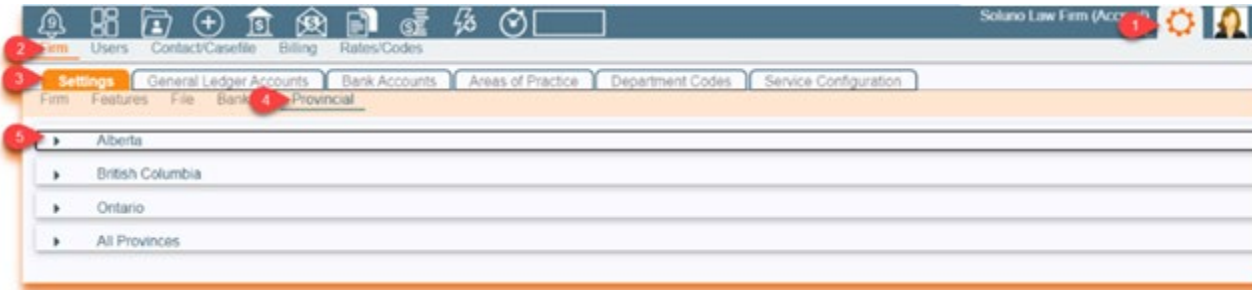 9 Soluno Law Firm (Accrual) 1
2 Firm Users Contact/Casefile Billing Rates/Codes
3 Settings General Ledger Accounts Bank Accounts Areas of Practice Department Codes Service Configuration
Firm Features File Bank 4 Provincial
5 Alberta
British Columbia
Ontario
All Provinces